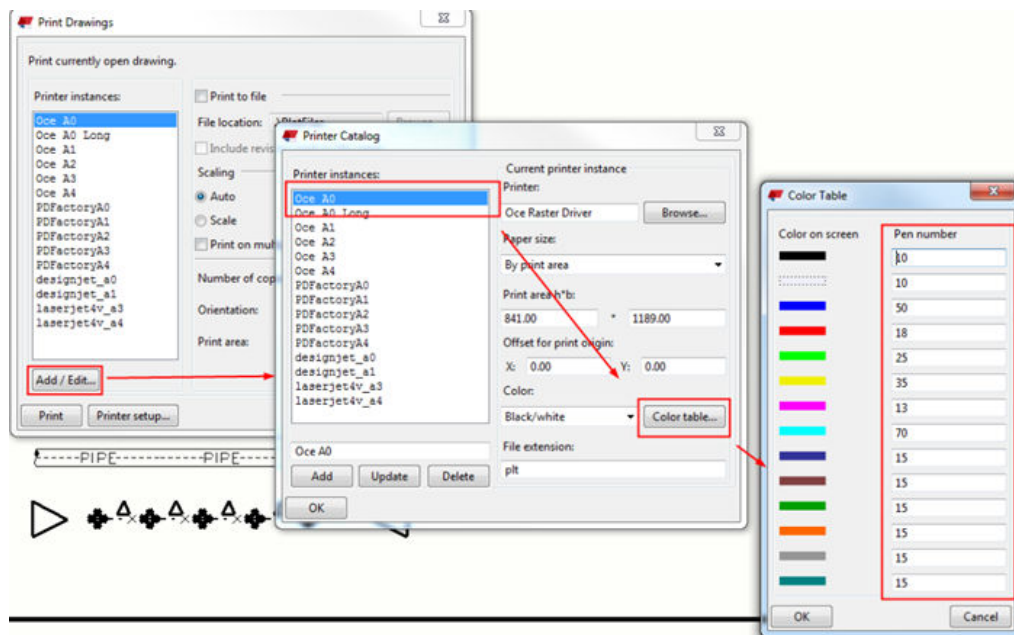 Print Drawings
Print currently open drawing.
Printer instances:
Oce A0
Oce A0 Long
Oce A1
Oce A2
Oce A3
Oce A4
PDFactoryA0
PDFactoryA1
PDFactoryA2
PDFactoryA3
PDFactoryA4
designjet_a0
designjet_a1
laserjet4v_a3
laserjet4v_a4
Add / Edit...
Print
Printer setup...
Print to file
File location:
Include revis
Scaling
Auto
Scale
Print on mul
Number of cop
Orientation:
Print area:
Printer Catalog
Printer instances:
Oce A0
Oce A0 Long
Oce A1
Oce A2
Oce A3
Oce A4
PDFactoryA0
PDFactoryA1
PDFactoryA2
PDFactoryA3
PDFactoryA4
designjet_a0
designjet_a1
laserjet4v_a3
laserjet4v_a4
Oce A0
Add Update Delete
OK
Current printer instance
Printer:
Oce Raster Driver Browse...
Paper size:
By print area
Print area h*b:
841.00 * 1189.00
Offset for print origin:
X: 0.00 Y: 0.00
Color:
Black/white Color table...
File extension:
plt
Color Table
Color on screen Pen number
10
10
50
18
25
35
13
70
15
15
15
15
15
15
OK Cancel
PIPE PIPE